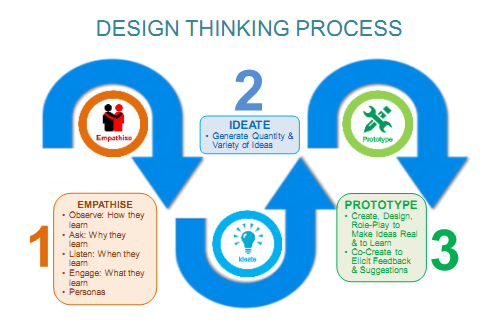 DESIGN THINKING PROCESS
Empathise
2
IDEATE
• Generate Quantity &
Variety of Ideas
Prototype
1
EMPATHISE
• Observe: How they
learn
• Ask: Why they
learn
• Listen: When they
learn
• Engage: What they
learn
• Personas
Ideate
PROTOTYPE
• Create, Design,
Role-Play to
Make Ideas Real
& to Learn
• Co-Create to
Elicit Feedback
& Suggestions
3